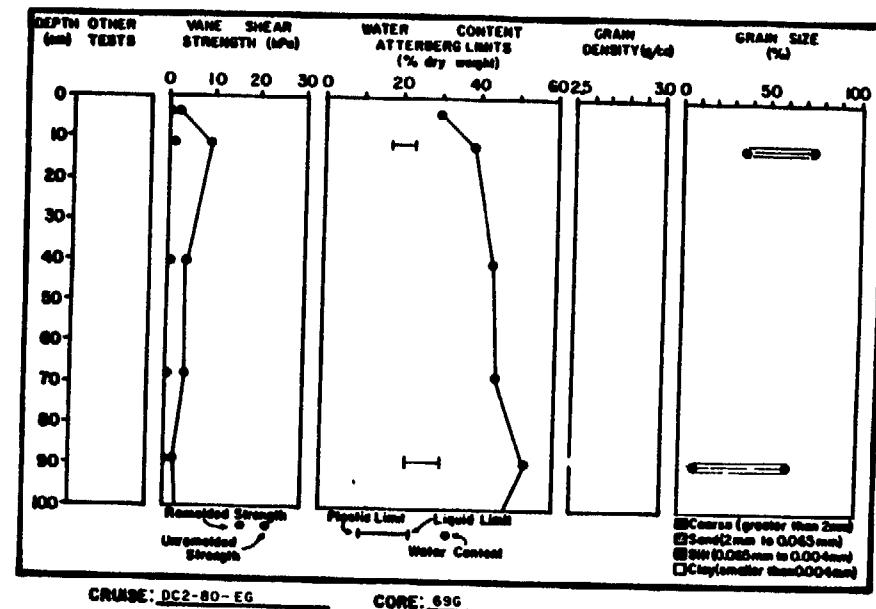 DEPTH OTHER VANE SHEAR WATER CONTENT GRAIN GRAIN SIZE
(cm) TESTS STRENGTH (kPa) ATTERBERG LIMITS DENSITY (g/cc) (%)
(% dry weight)
0 10 20 30 0 20 40 60 2.5 3.0 0 50 100
0
10
20
30
40
50
60
70
80
90
100
Remolded Strength
Unremolded Strength
Plastic Limit Liquid Limit
Water Content
Coarse (greater than 2mm)
Sand (2mm to 0.063mm)
Silt (0.063mm to 0.004mm)
Clay (smaller than 0.004mm)
CRUISE: DC2-80-EG CORE: 69G